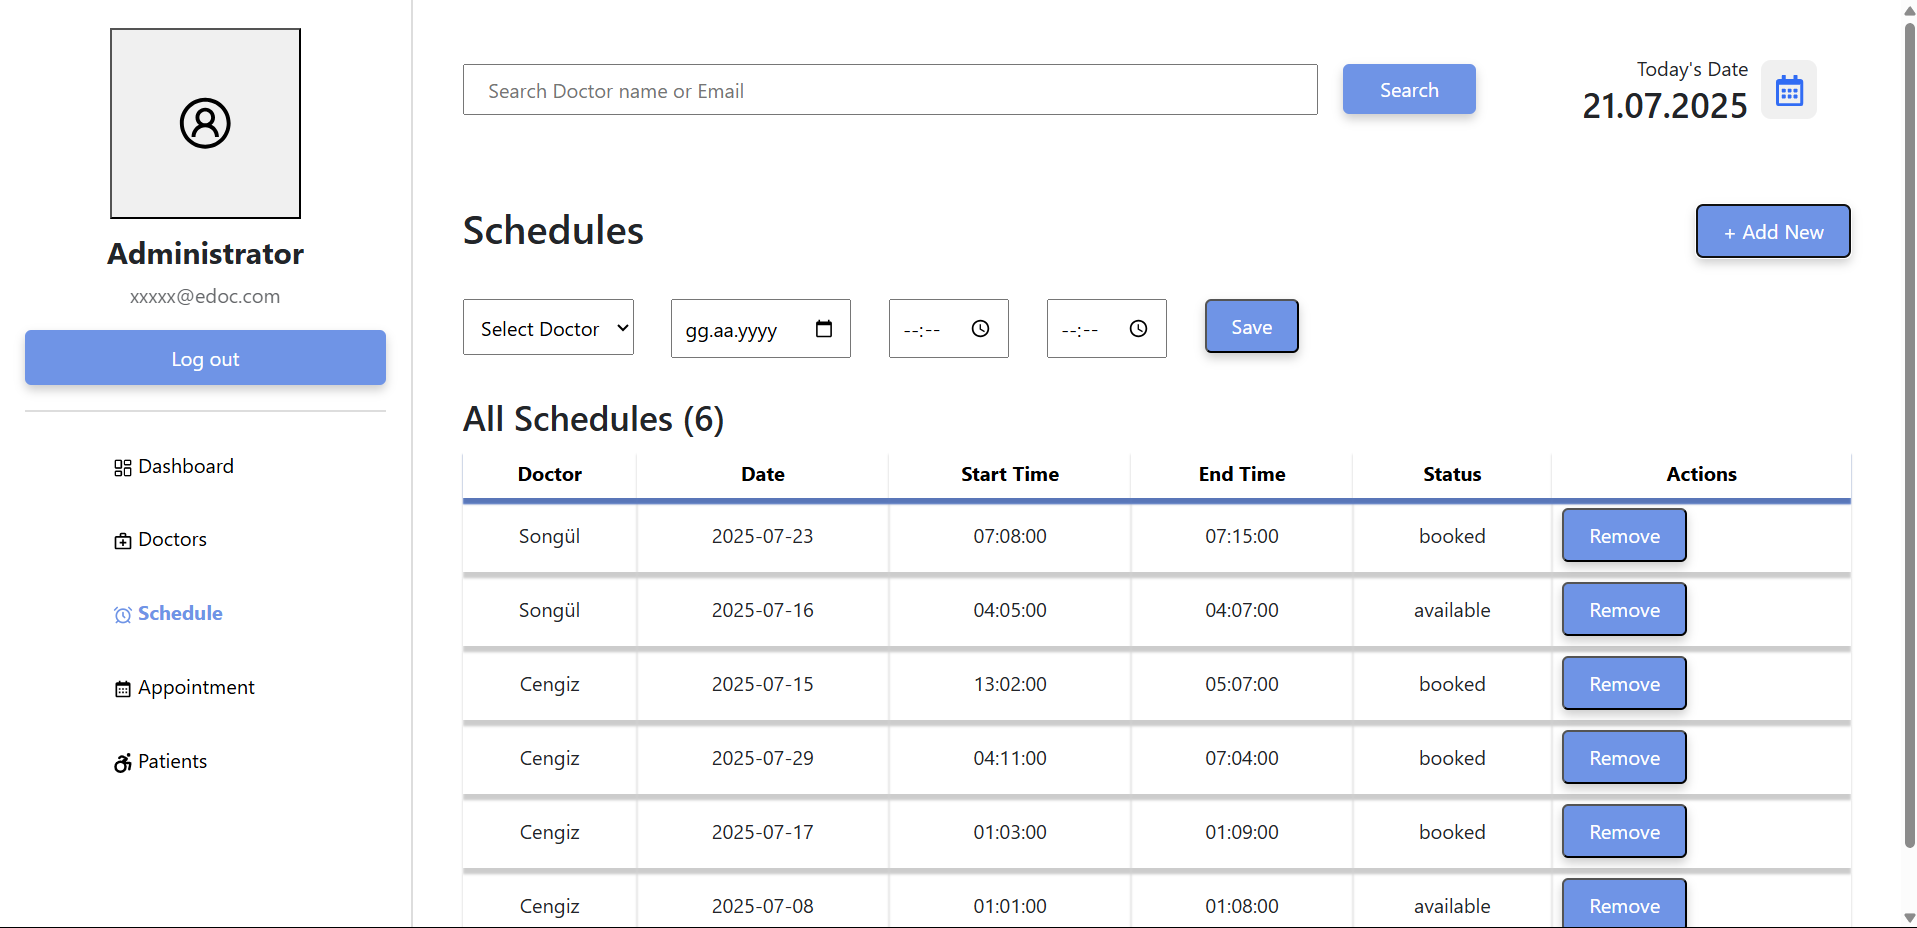 Administrator
xxxxx@edoc.com
Log out
Dashboard
Doctors
Schedule
Appointment
Patients
Search Doctor name or Email
Search
Today's Date
21.07.2025
Schedules
+ Add New
Select Doctor
gg.aa.yyyy
--:--
--:--
Save
All Schedules (6)
Doctor Date Start Time End Time Status Actions
Songül 2025-07-23 07:08:00 07:15:00 booked Remove
Songül 2025-07-16 04:05:00 04:07:00 available Remove
Cengiz 2025-07-15 13:02:00 05:07:00 booked Remove
Cengiz 2025-07-29 04:11:00 07:04:00 booked Remove
Cengiz 2025-07-17 01:03:00 01:09:00 booked Remove
Cengiz 2025-07-08 01:01:00 01:08:00 available Remove